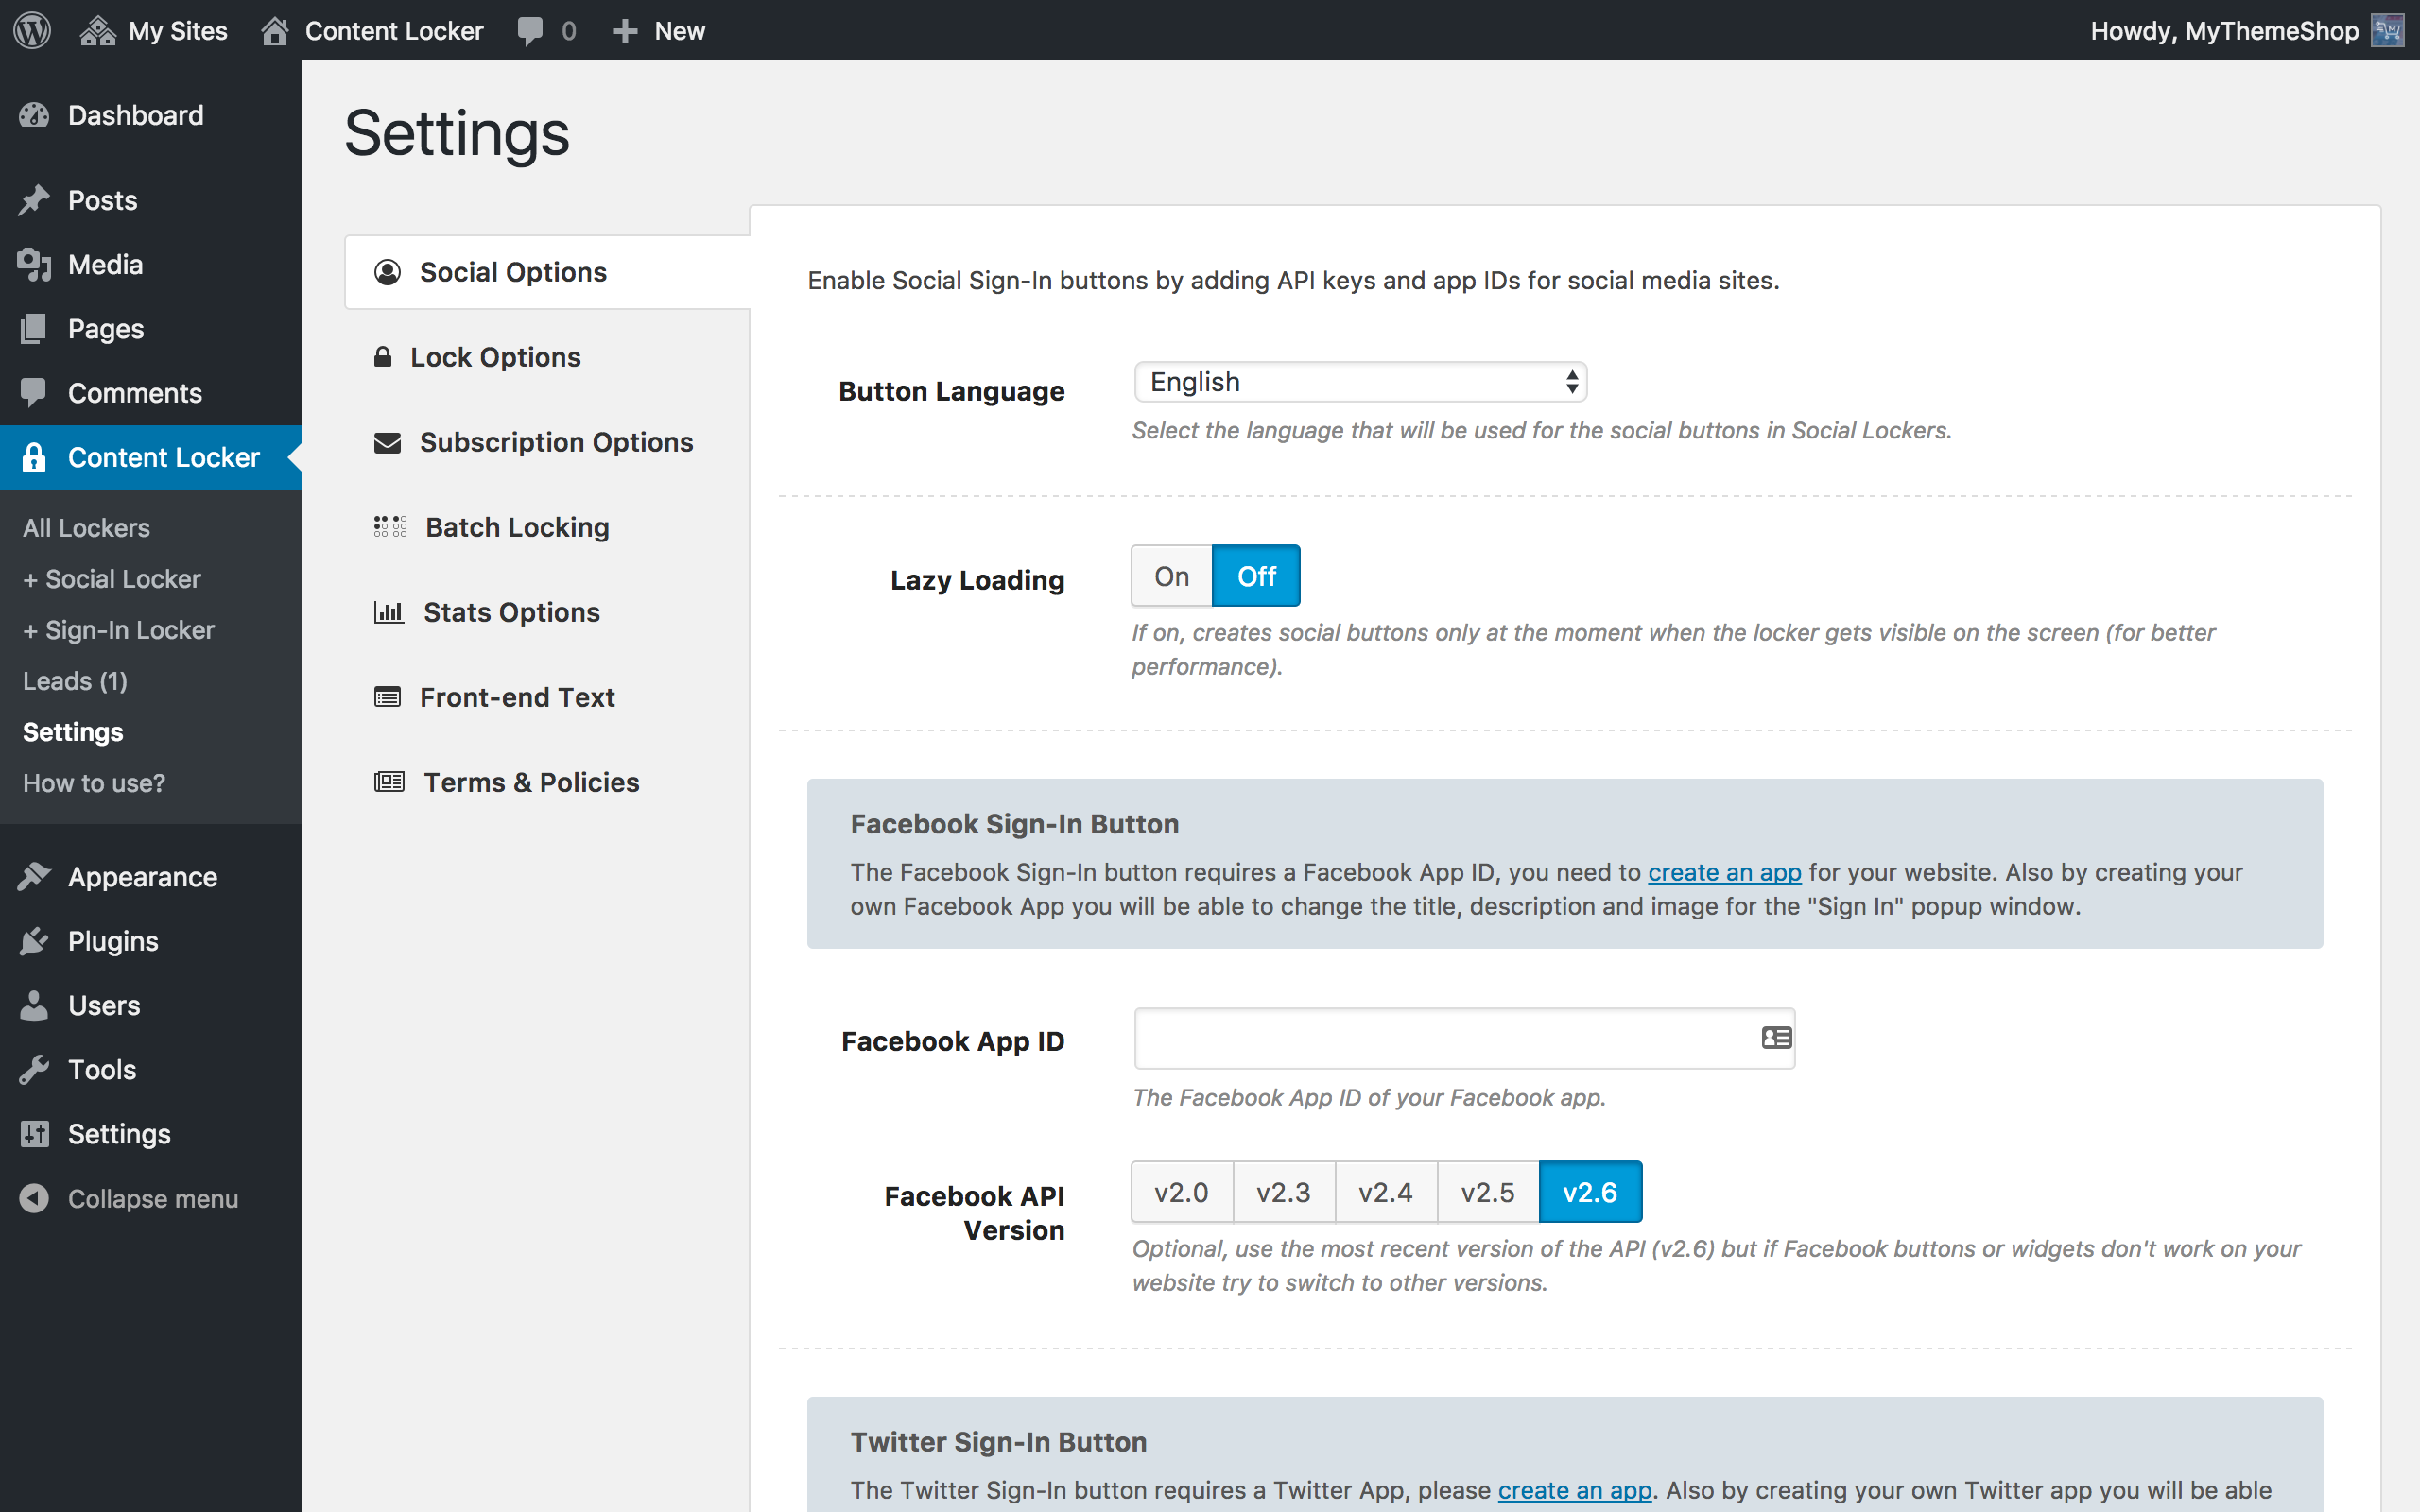 My Sites
Content Locker
0
New
Howdy, MyThemeShop
Dashboard
Posts
Media
Pages
Comments
Content Locker
All Lockers
+ Social Locker
+ Sign-In Locker
Leads (1)
Settings
How to use?
Appearance
Plugins
Users
Tools
Settings
Collapse menu
Settings
Social Options
Lock Options
Subscription Options
Batch Locking
Stats Options
Front-end Text
Terms & Policies
Enable Social Sign-In buttons by adding API keys and app IDs for social media sites.
Button Language
English
Select the language that will be used for the social buttons in Social Lockers.
Lazy Loading
On
Off
If on, creates social buttons only at the moment when the locker gets visible on the screen (for better
performance).
Facebook Sign-In Button
The Facebook Sign-In button requires a Facebook App ID, you need to create an app for your website. Also by creating your
own Facebook App you will be able to change the title, description and image for the "Sign In" popup window.
Facebook App ID
The Facebook App ID of your Facebook app.
Facebook API
Version
v2.0
v2.3
v2.4
v2.5
v2.6
Optional, use the most recent version of the API (v2.6) but if Facebook buttons or widgets don't work on your
website try to switch to other versions.
Twitter Sign-In Button
The Twitter Sign-In button requires a Twitter App, please create an app. Also by creating your own Twitter app you will be able